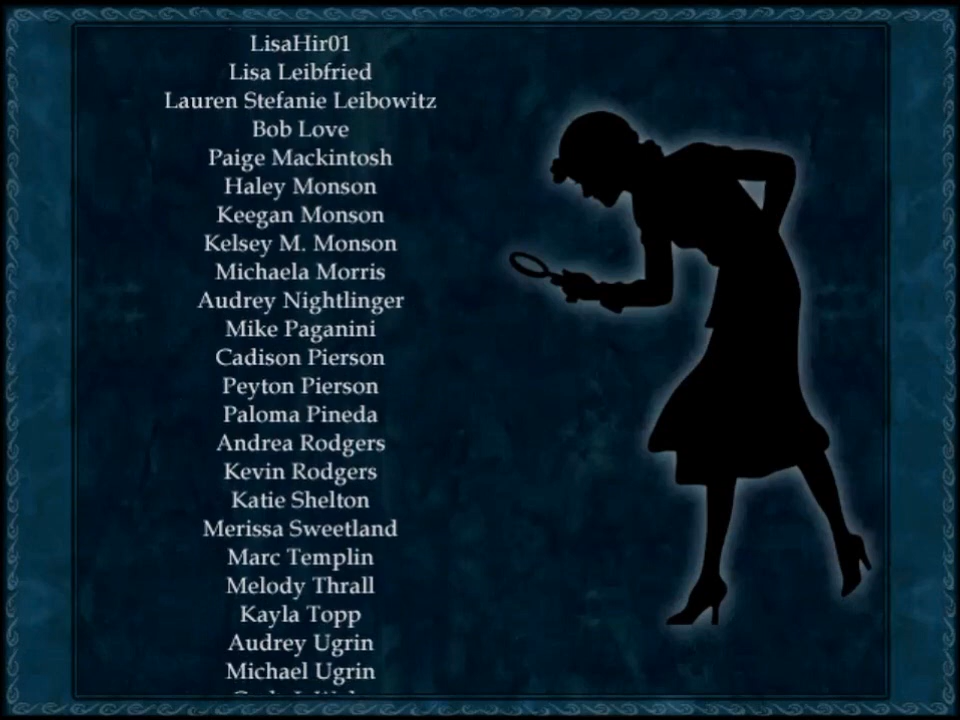 LisaHir01
Lisa Leibfried
Lauren Stefanie Leibowitz
Bob Love
Paige Mackintosh
Haley Monson
Keegan Monson
Kelsey M. Monson
Michaela Morris
Audrey Nightlinger
Mike Paganini
Cadison Pierson
Peyton Pierson
Paloma Pineda
Andrea Rodgers
Kevin Rodgers
Katie Shelton
Merissa Sweetland
Marc Templin
Melody Thrall
Kayla Topp
Audrey Ugrin
Michael Ugrin